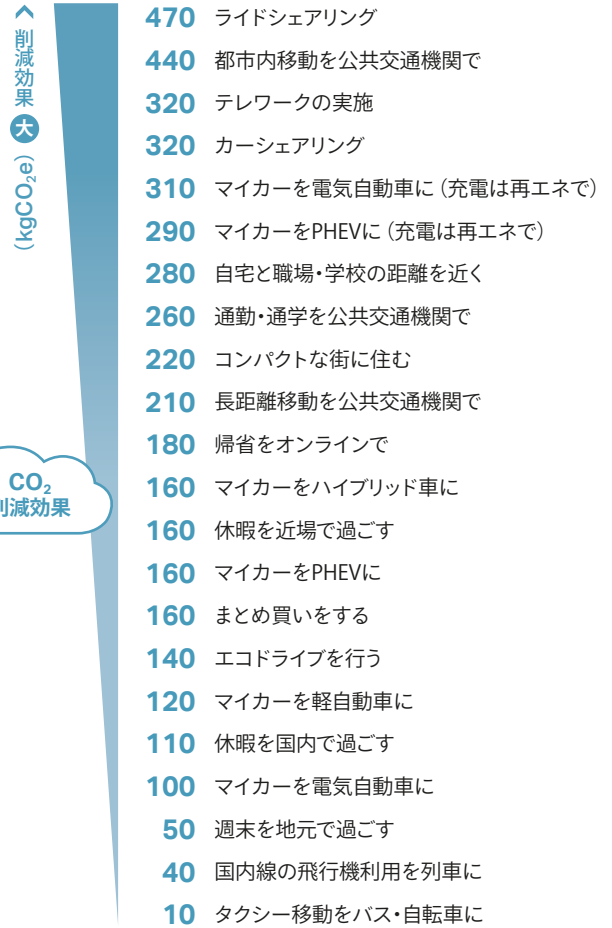 削減効果 大 (kgCO₂e)
470 ライドシェアリング
440 都市内移動を公共交通機関で
320 テレワークの実施
320 カーシェアリング
310 マイカーを電気自動車に（充電は再エネで）
290 マイカーをPHEVに（充電は再エネで）
280 自宅と職場・学校の距離を近く
260 通勤・通学を公共交通機関で
220 コンパクトな街に住む
210 長距離移動を公共交通機関で
180 帰省をオンラインで
160 マイカーをハイブリッド車に
160 休暇を近場で過ごす
160 マイカーをPHEVに
160 まとめ買いをする
140 エコドライブを行う
120 マイカーを軽自動車に
110 休暇を国内で過ごす
100 マイカーを電気自動車に
50 週末を地元で過ごす
40 国内線の飛行機利用を列車に
10 タクシー移動をバス・自転車に
CO₂
削減効果